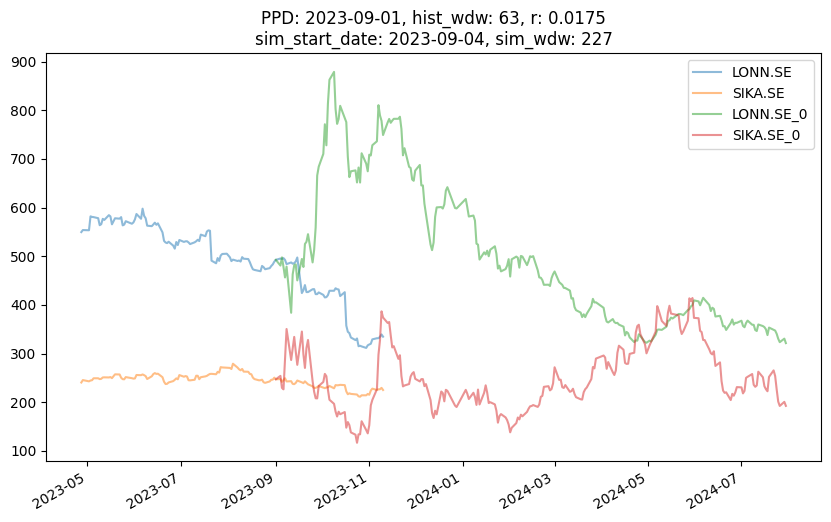 PPD: 2023-09-01, hist_wdw: 63, r: 0.0175
sim_start_date: 2023-09-04, sim_wdw: 227
900
800
700
600
500
400
300
200
100
LONN.SE
SIKA.SE
LONN.SE_0
SIKA.SE_0
2023-05
2023-07
2023-09
2023-11
2024-01
2024-03
2024-05
2024-07